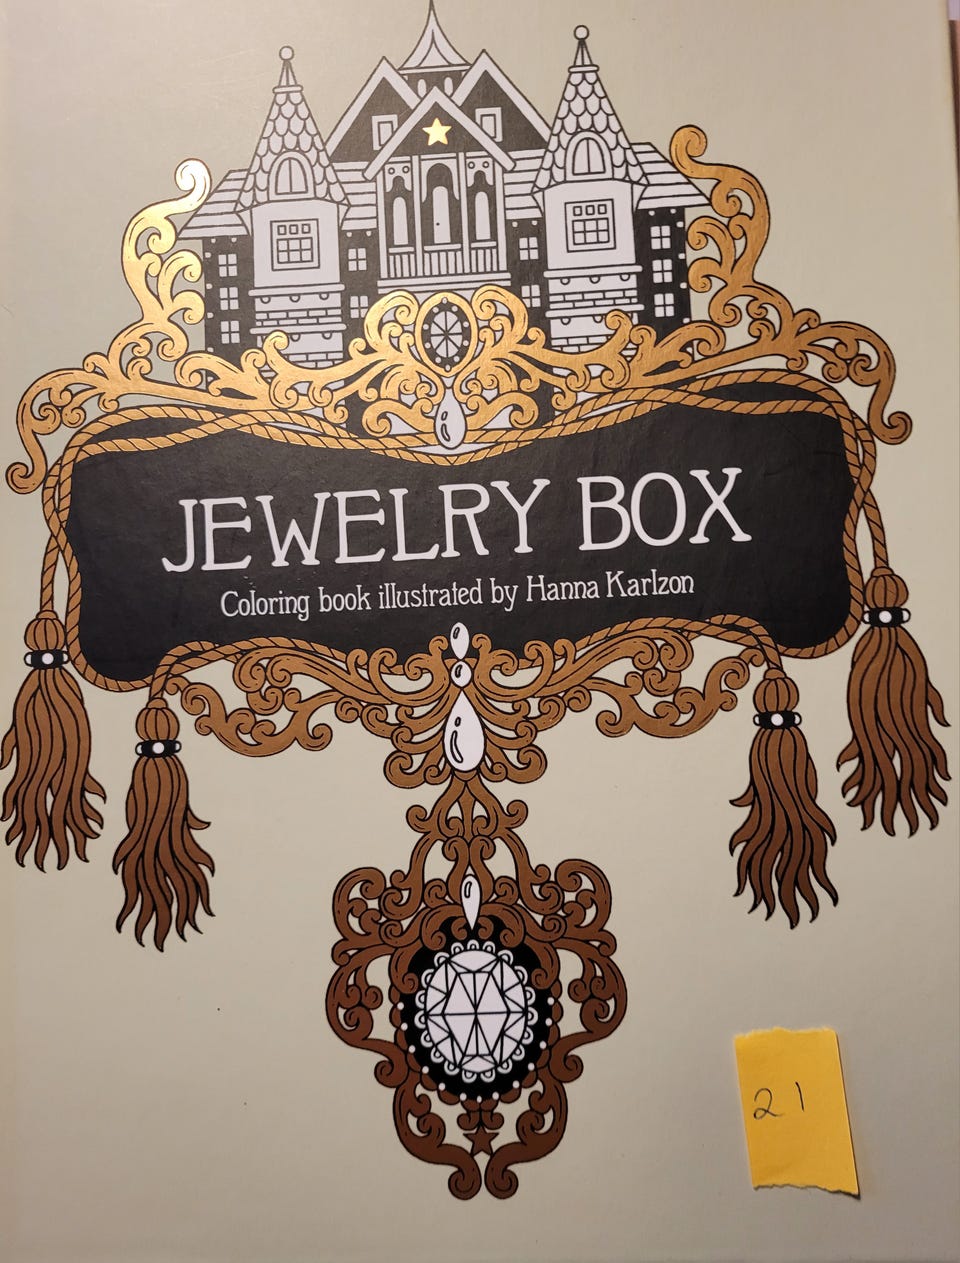 JEWELRY BOX
Coloring book illustrated by Hanna Karlzon
21